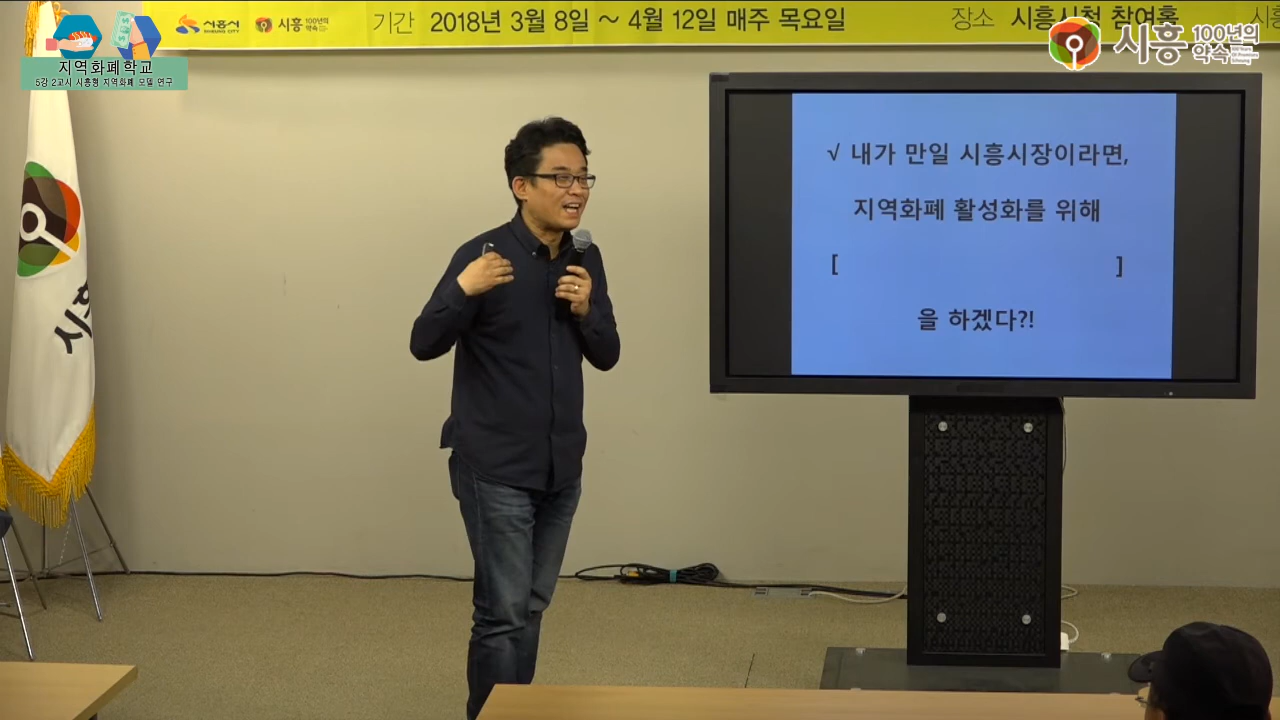 시흥시
SIHEUNG CITY
시흥 100년의 약속
기간 2018년 3월 8일 ~ 4월 12일 매주 목요일
장소 시흥시청 참여홀
시흥 100년의 약속
지역화폐학교
5강.2교시 시흥형 지역화폐 모델 연구
√ 내가 만일 시흥시장이라면,
지역화폐 활성화를 위해
[ ]
을 하겠다?!